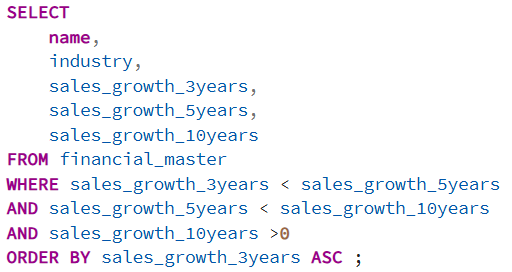 SELECT
    name,
    industry,
    sales_growth_3years,
    sales_growth_5years,
    sales_growth_10years
FROM financial_master
WHERE sales_growth_3years < sales_growth_5years
AND sales_growth_5years < sales_growth_10years
AND sales_growth_10years >0
ORDER BY sales_growth_3years ASC ;